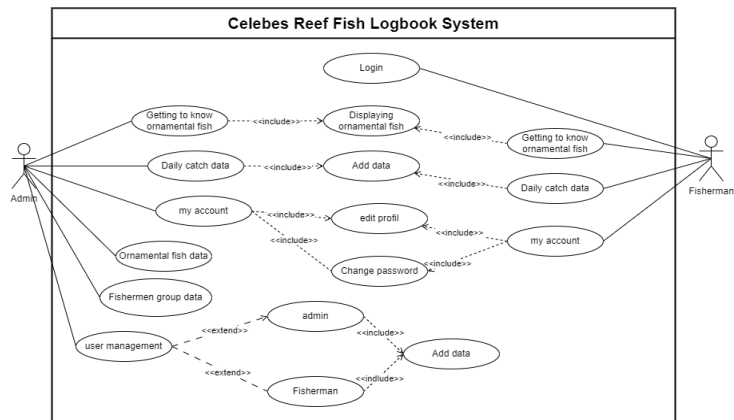 Celebes Reef Fish Logbook System
Login
Getting to know
ornamental fish
<<include>>
Displaying
ornamental fish
<<include>>
Getting to know
ornamental fish
Daily catch data
<<include>>
Add data
<<include>>
Daily catch data
Admin
Fisherman
my account
<<include>>
edit profil
<<include>>
my account
<<include>>
Change password
<<include>>
Ornamental fish data
Fishermen group data
user management
<<extend>>
admin
<<include>>
Add data
<<extend>>
Fisherman
<<include>>